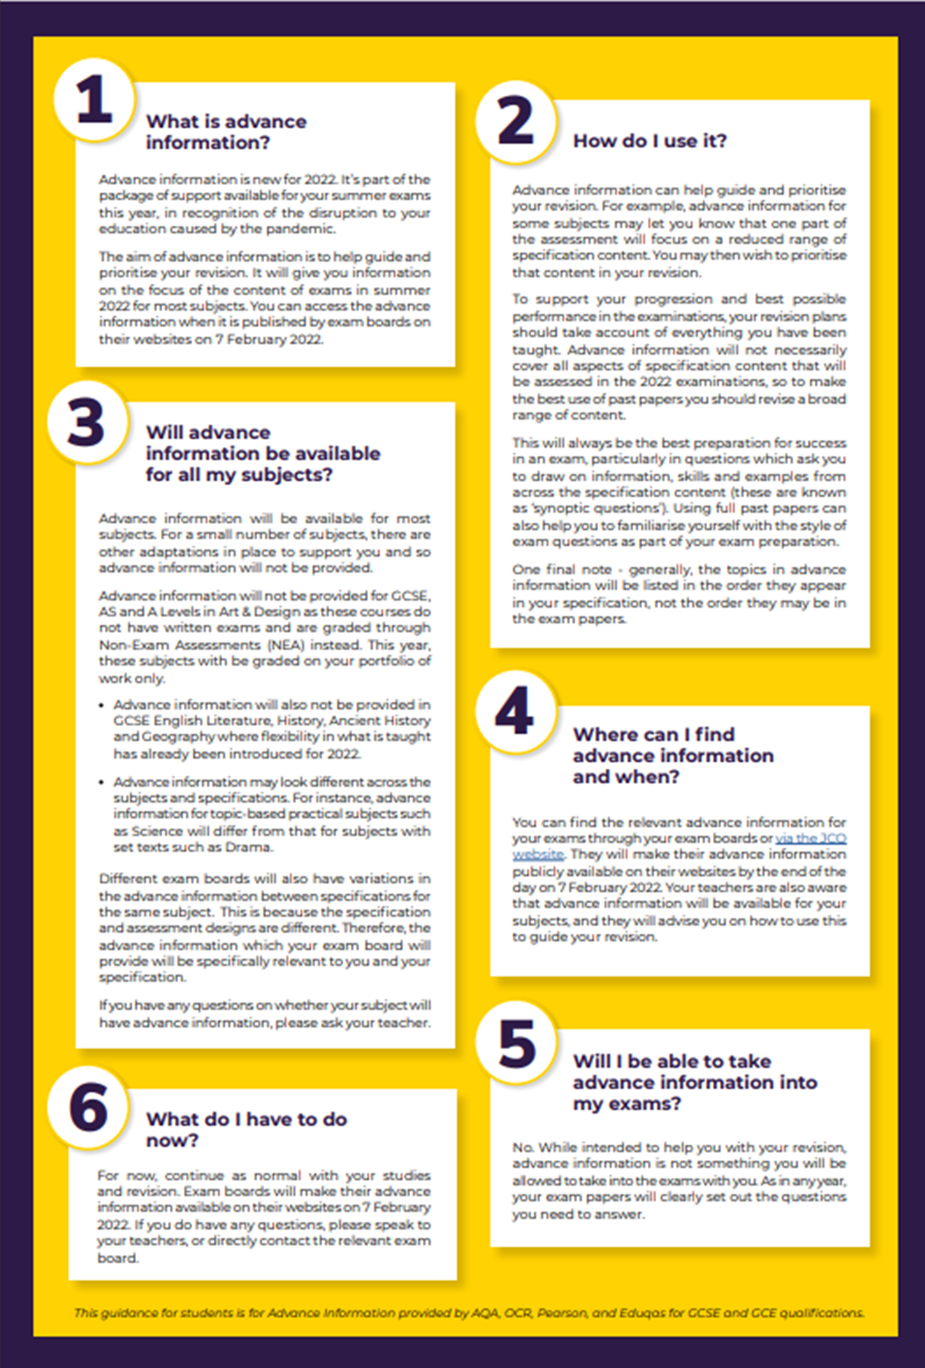 1
What is advance
information?
Advance information is new for 2022. It's part of the
package of support available for your summer exams
this year, in recognition of the disruption to your
education caused by the pandemic.
The aim of advance information is to help guide and
prioritise your revision. It will give you information
on the focus of the content of exams in summer
2022 for most subjects. You can access the advance
information when it is published by exam boards on
their websites on 7 February 2022.
2
How do I use it?
Advance information can help guide and prioritise
your revision. For example, advance information for
some subjects may let you know that one part of
the assessment will focus on a reduced range of
specification content. You may then wish to prioritise
that content in your revision.
To support your progression and best possible
performance in the examinations, your revision plans
should take account of everything you have been
taught. Advance information will not necessarily
cover all aspects of specification content that will
be assessed in the 2022 examinations, so to make
the best use of past papers you should revise a broad
range of content.
This will always be the best preparation for success
in an exam, particularly in questions which ask you
to draw on information, skills and examples from
across the specification content (these are known
as 'synoptic questions'). Using full past papers can
also help you to familiarise yourself with the style of
exam questions as part of your exam preparation.
One final note - generally, the topics in advance
information will be listed in the order they appear
in your specification, not the order they may be in
the exam papers.
3
Will advance
information be available
for all my subjects?
Advance information will be available for most
subjects. For a small number of subjects, there are
other adaptations in place to support you and so
advance information will not be provided.
Advance information will not be provided for GCSE,
AS and A Levels in Art & Design as these courses do
not have written exams and are graded through
Non-Exam Assessments (NEA) instead. This year,
these subjects with be graded on your portfolio of
work only.
• Advance information will also not be provided in
GCSE English Literature, History, Ancient History
and Geography where flexibility in what is taught
has already been introduced for 2022.
• Advance information may look different across the
subjects and specifications. For instance, advance
information for topic-based practical subjects such
as Science will differ from that for subjects with
set texts such as Drama.
Different exam boards will also have variations in
the advance information between specifications for
the same subject. This is because the specification
and assessment designs are different. Therefore, the
advance information which your exam board will
provide will be specifically relevant to you and your
specification.
If you have any questions on whether your subject will
have advance information, please ask your teacher.
4
Where can I find
advance information
and when?
You can find the relevant advance information for
your exams through your exam boards or via the JCQ
website. They will make their advance information
publicly available on their websites by the end of the
day on 7 February 2022. Your teachers are also aware
that advance information will be available for your
subjects, and they will advise you on how to use this
to guide your revision.
5
Will I be able to take
advance information into
my exams?
No. While intended to help you with your revision,
advance information is not something you will be
allowed to take into the exams with you. As in any year,
your exam papers will clearly set out the questions
you need to answer.
6
What do I have to do
now?
For now, continue as normal with your studies
and revision. Exam boards will make their advance
information available on their websites on 7 February
2022. If you do have any questions, please speak to
your teachers, or directly contact the relevant exam
board.
This guidance for students is for Advance Information provided by AQA, OCR, Pearson, and Eduqas for GCSE and GCE qualifications.